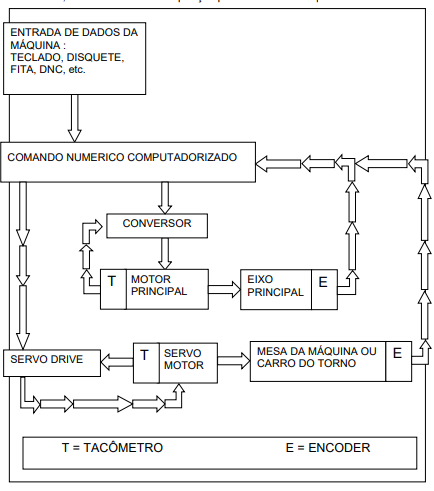 ENTRADA DE DADOS DA
MÁQUINA :
TECLADO, DISQUETE,
FITA, DNC, etc.
COMANDO NUMERICO COMPUTADORIZADO
CONVERSOR
T
MOTOR
PRINCIPAL
EIXO
PRINCIPAL
E
SERVO DRIVE
T
SERVO
MOTOR
MESA DA MÁQUINA OU
CARRO DO TORNO
E
T = TACÔMETRO
E = ENCODER